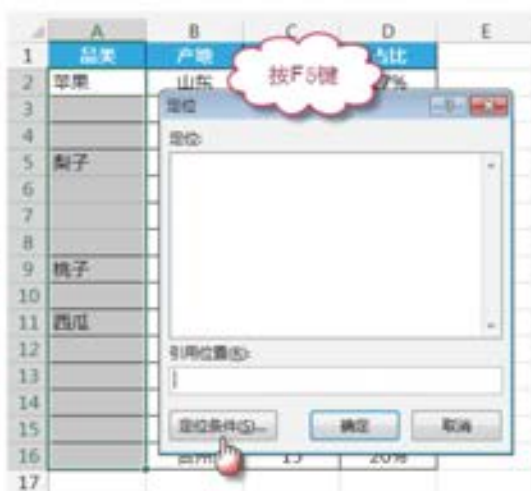 A B C D E
1 品类 产地 占比
按F5键
2 苹果 山东 7%
3 定位
4 定位:
5 梨子
6
7
8
9 桃子
10
11 西瓜
12 引用位置(R):
13
14
15 定位条件(S)... 确定 取消
16 15 20%
17